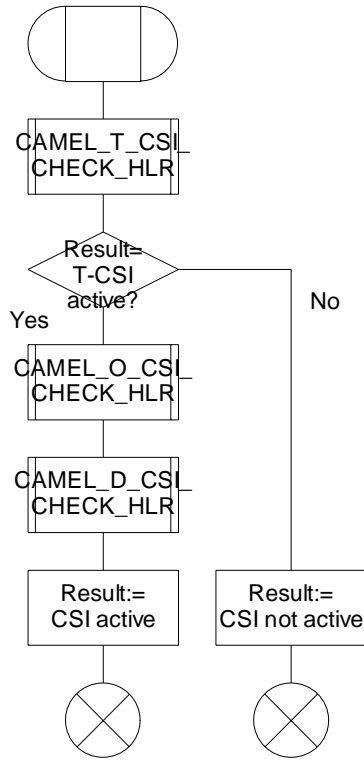 CAMEL_T_CSI_
CHECK_HLR
Result=
T-CSI
active?
Yes
No
CAMEL_O_CSI_
CHECK_HLR
CAMEL_D_CSI_
CHECK_HLR
Result:=
CSI active
Result:=
CSI not active